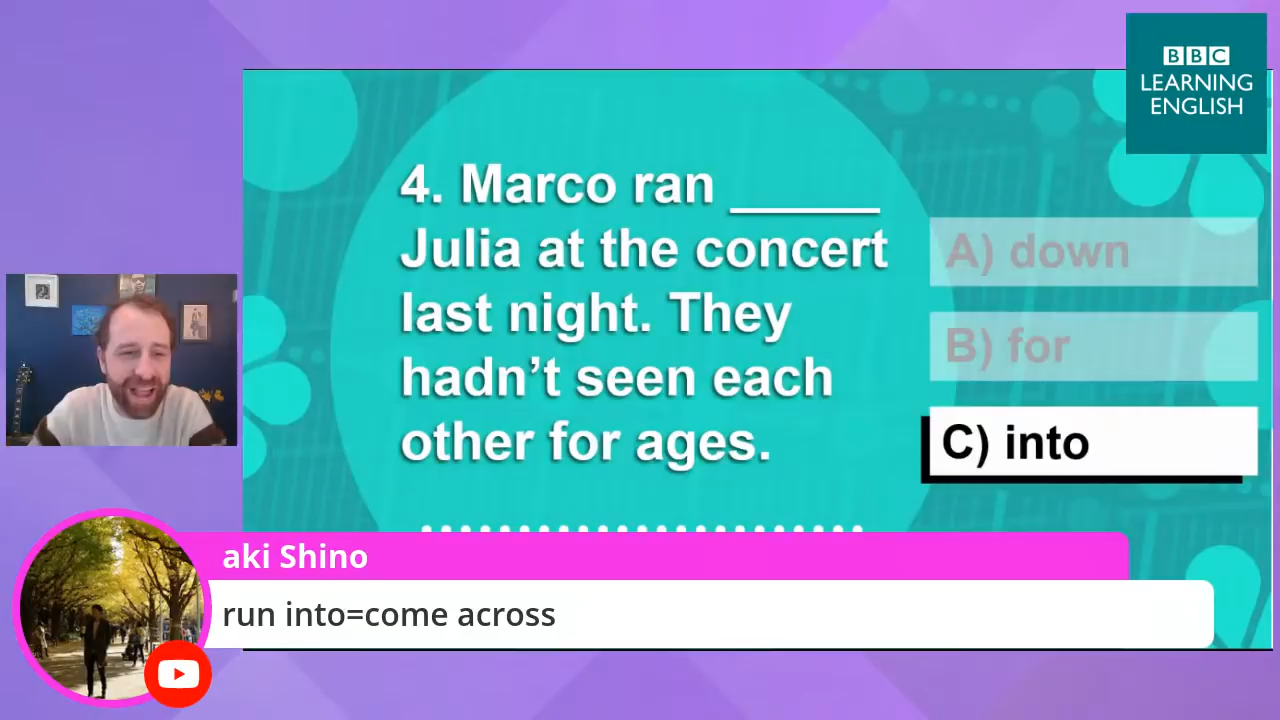 BBC
LEARNING
ENGLISH
4. Marco ran _____
Julia at the concert
last night. They
hadn’t seen each
other for ages.
A) down
B) for
C) into
aki Shino
run into=come across